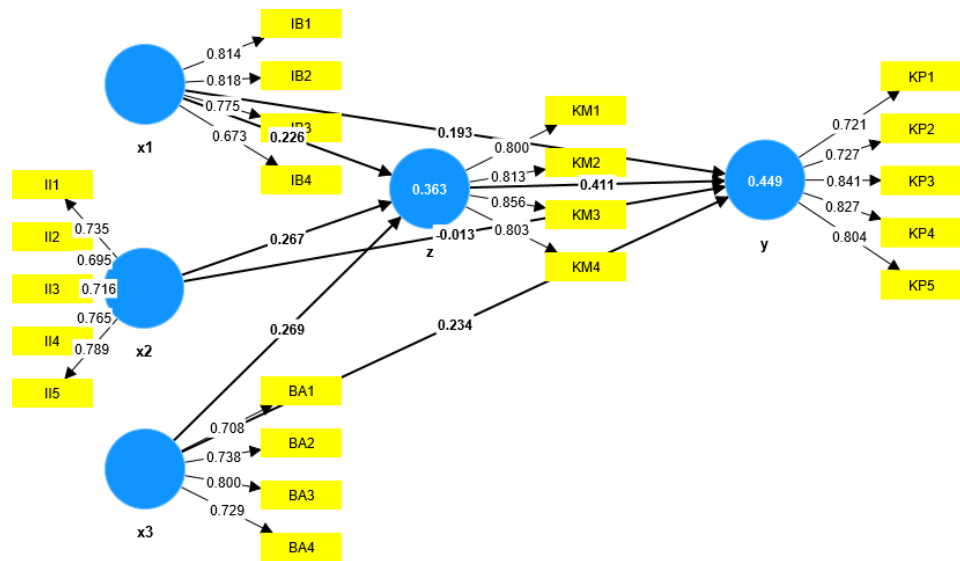 IB1
0.814
IB2
0.818
0.775
IB3
0.226
0.673
x1
IB4
0.193
KM1
0.800
KM2
0.813
0.411
0.856
KM3
0.803
KM4
0.363
z
KP1
0.721
KP2
0.727
0.841
KP3
0.827
KP4
0.804
KP5
0.449
y
II1
0.735
II2
0.695
II3
0.716
0.765
II4
0.789
x2
II5
0.267
-0.013
0.269
0.234
BA1
0.708
BA2
0.738
0.800
BA3
0.729
x3
BA4